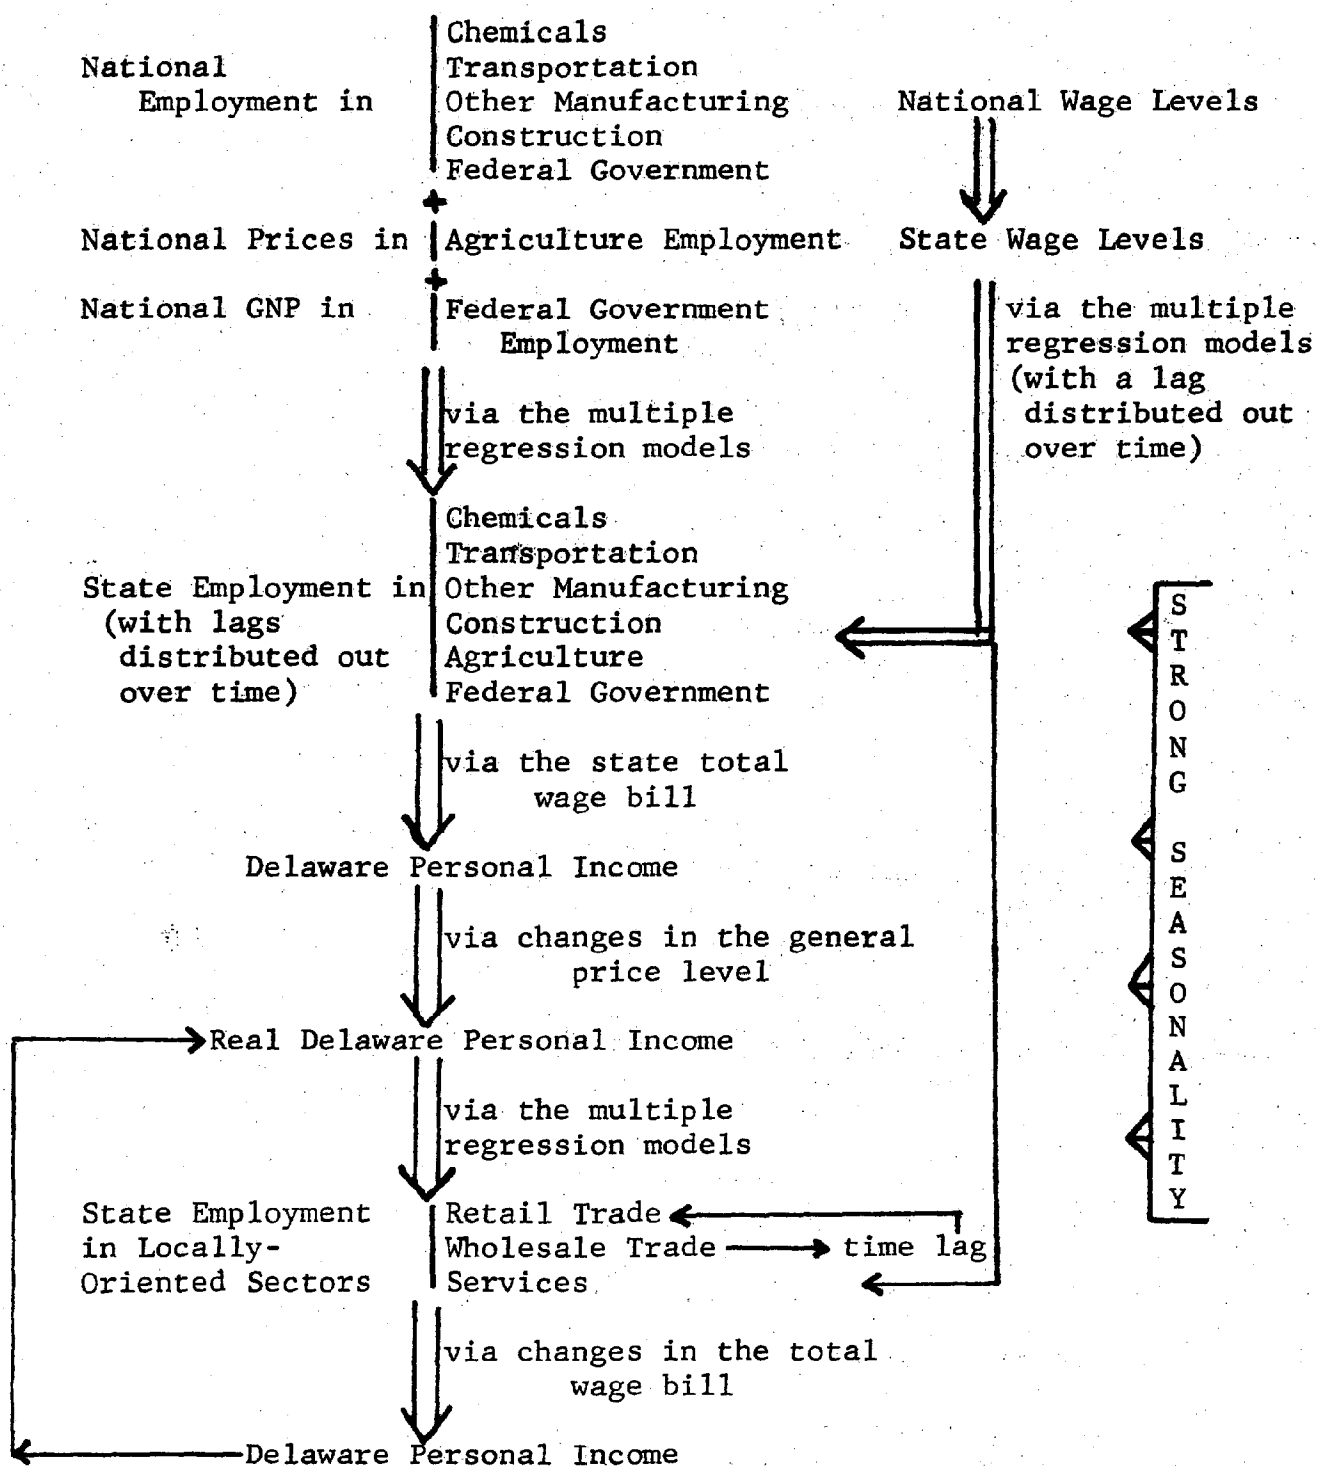 Chemicals
National
Transportation
Employment in
Other Manufacturing
National Wage Levels
Construction
Federal Government
+
National Prices in
Agriculture Employment
State Wage Levels
+
National GNP in
Federal Government
Employment
via the multiple
regression models
(with a lag
distributed out
over time)
via the multiple
regression models
Chemicals
Transportation
State Employment in
Other Manufacturing
(with lags
Construction
distributed out
Agriculture
over time)
Federal Government
via the state total
wage bill
Delaware Personal Income
via changes in the general
price level
Real Delaware Personal Income
via the multiple
regression models
State Employment
in Locally-
Oriented Sectors
Retail Trade
Wholesale Trade
time lag
Services
via changes in the total
wage bill
Delaware Personal Income
STRONG SEASONALITY